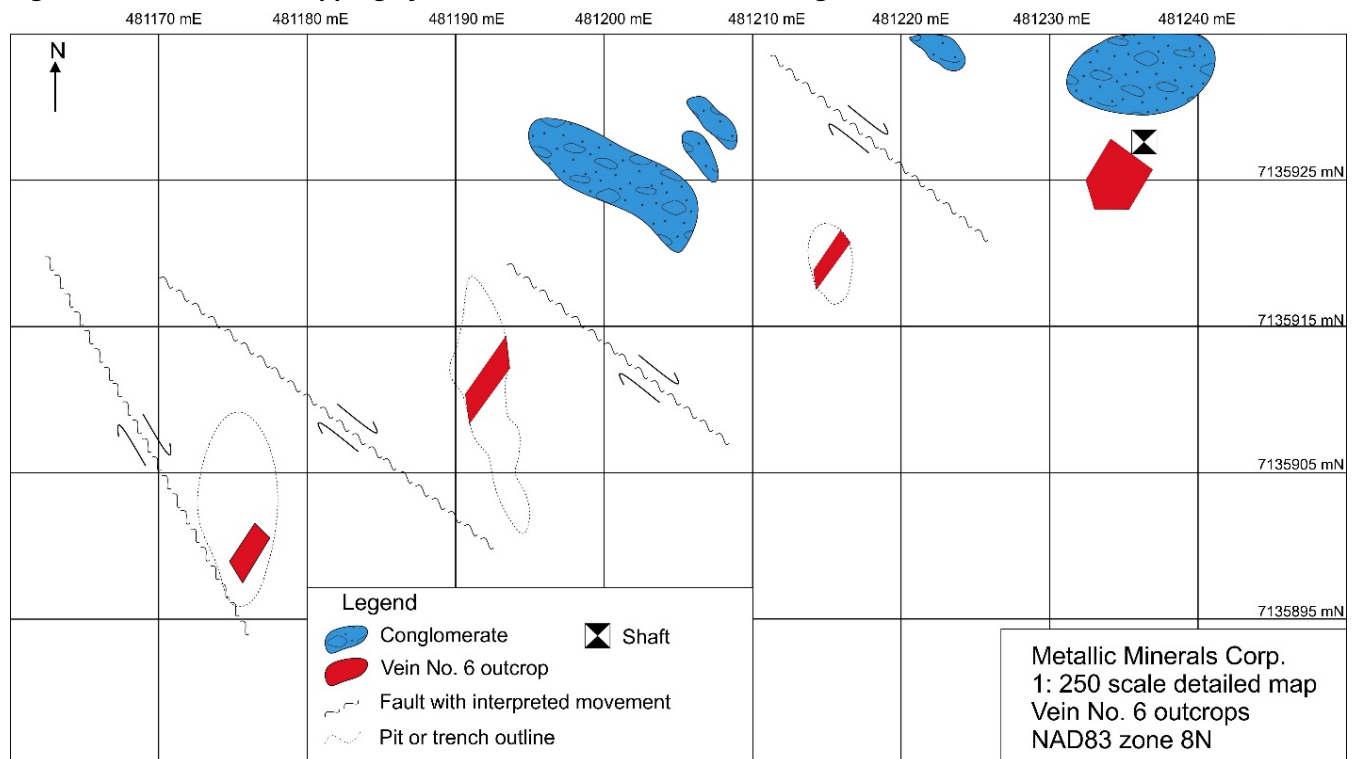 481170 mE 481180 mE 481190 mE 481200 mE 481210 mE 481220 mE 481230 mE 481240 mE
N
7135925 mN
7135915 mN
7135905 mN
7135895 mN
Legend
Conglomerate
Shaft
Vein No. 6 outcrop
Fault with interpreted movement
Pit or trench outline
Metallic Minerals Corp.
1: 250 scale detailed map
Vein No. 6 outcrops
NAD83 zone 8N